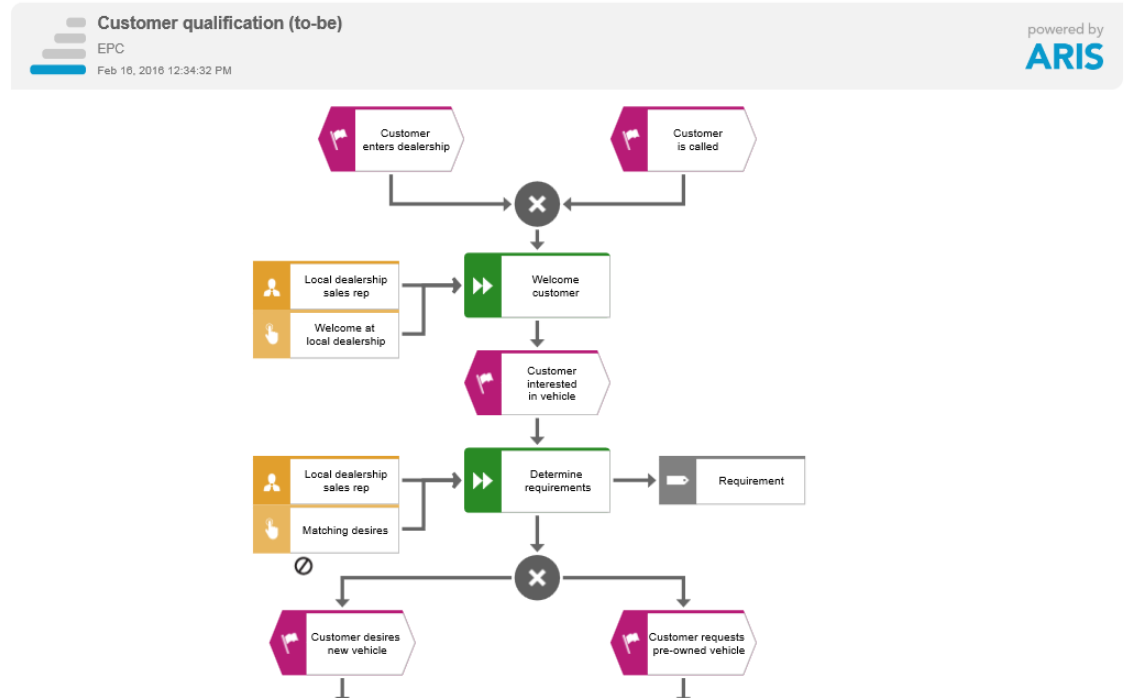 Customer qualification (to-be)
EPC
Feb 16, 2016 12:34:32 PM
powered by
ARIS
Customer
enters dealership
Customer
is called
Local dealership
sales rep
Welcome
customer
Welcome at
local dealership
Customer
interested
in vehicle
Local dealership
sales rep
Determine
requirements
Requirement
Matching desires
Customer desires
new vehicle
Customer requests
pre-owned vehicle